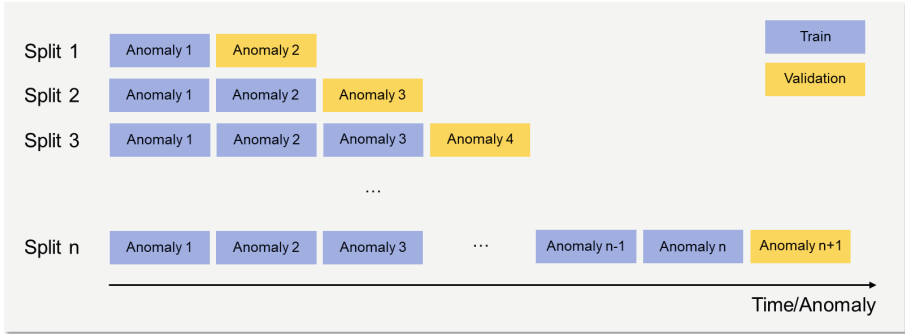 Split 1 Anomaly 1 Anomaly 2 Train
Validation
Split 2 Anomaly 1 Anomaly 2 Anomaly 3
Split 3 Anomaly 1 Anomaly 2 Anomaly 3 Anomaly 4
...
Split n Anomaly 1 Anomaly 2 Anomaly 3 ... Anomaly n-1 Anomaly n Anomaly n+1
Time/Anomaly